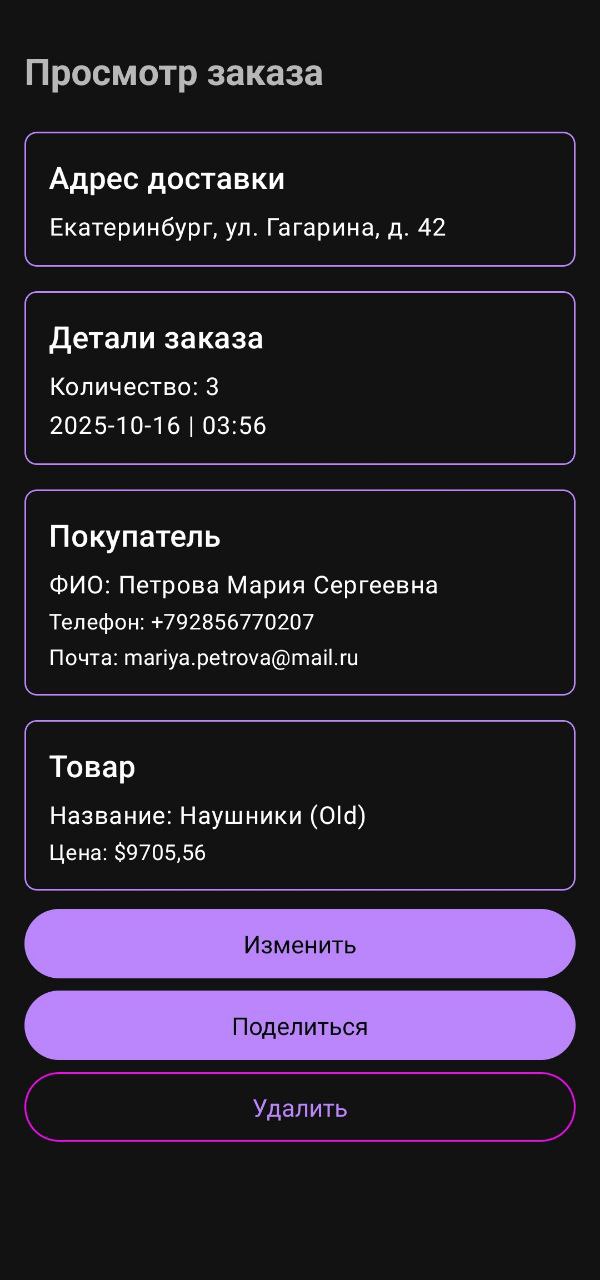 Просмотр заказа
Адрес доставки
Екатеринбург, ул. Гагарина, д. 42
Детали заказа
Количество: 3
2025-10-16 | 03:56
Покупатель
ФИО: Петрова Мария Сергеевна
Телефон: +792856770207
Почта: mariya.petrova@mail.ru
Товар
Название: Наушники (Old)
Цена: $9705,56
Изменить
Поделиться
Удалить